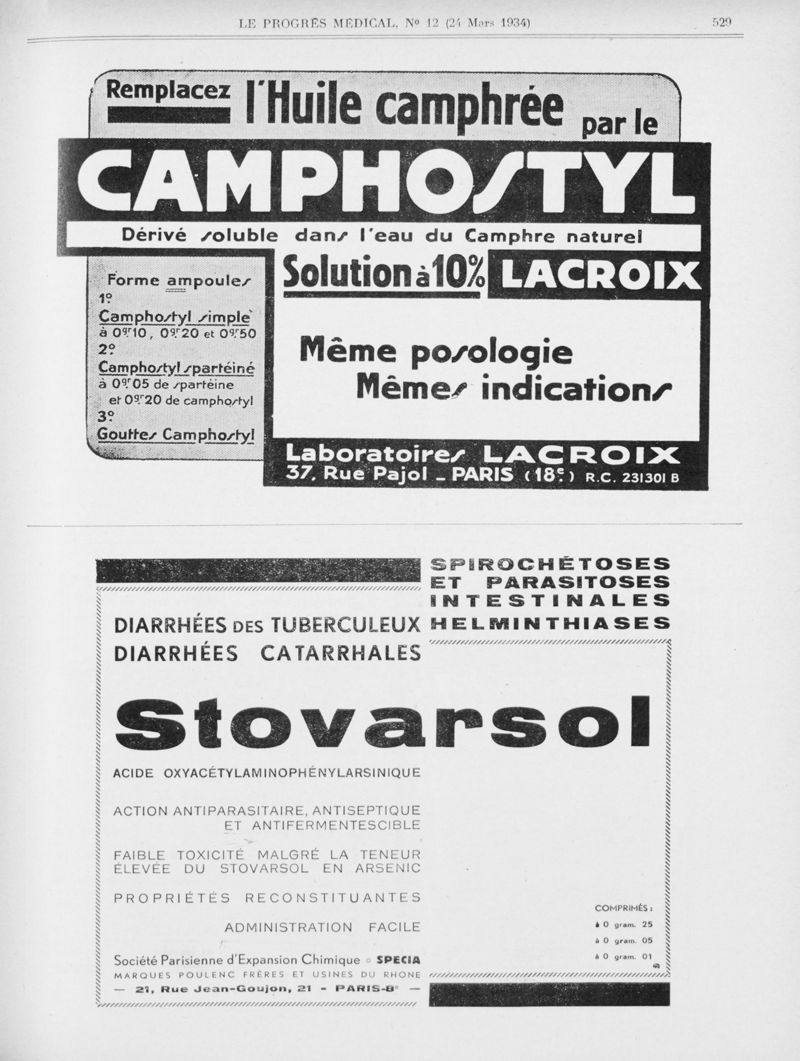 LE PROGRÈS MÉDICAL, Nº 12 (24 Mars 1934)
529
Remplacez l'Huile camphrée par le
CAMPHOSTYL
Dérivé soluble dans l'eau du Camphre naturel
Forme ampoules
1º
Camphostyl simple
à 0gr10, 0gr20 et 0gr50
2º
Camphostyl spartéiné
à 0gr05 de spartéine
et 0gr20 de camphostyl
3º
Gouttes Camphostyl
Solution à 10% LACROIX
Même posologie
Mêmes indications
Laboratoires LACROIX
37, Rue Pajol _ PARIS (18e) R.C. 231301 B
SPIROCHÉTOSES
ET PARASITOSES
INTESTINALES
HELMINTHIASES
DIARRHÉES DES TUBERCULEUX
DIARRHÉES CATARRHALES
Stovarsol
ACIDE OXYACÉTYLAMINOPHÉNYLARSINIQUE
ACTION ANTIPARASITAIRE, ANTISEPTIQUE
ET ANTIFERMENTESCIBLE
FAIBLE TOXICITÉ MALGRÉ LA TENEUR
ÉLEVÉE DU STOVARSOL EN ARSENIC
PROPRIÉTÉS RECONSTITUANTES
ADMINISTRATION FACILE
Société Parisienne d'Expansion Chimique ○ SPECIA
MARQUES POULENC FRÈRES ET USINES DU RHONE
— 21, Rue Jean-Goujon, 21 - PARIS-8e —
COMPRIMÉS :
à 0 gram. 25
à 0 gram. 05
à 0 gram. 01